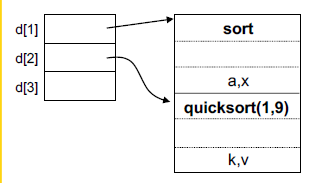 d[1]
d[2]
d[3]
sort
a,x
quicksort(1,9)
k,v